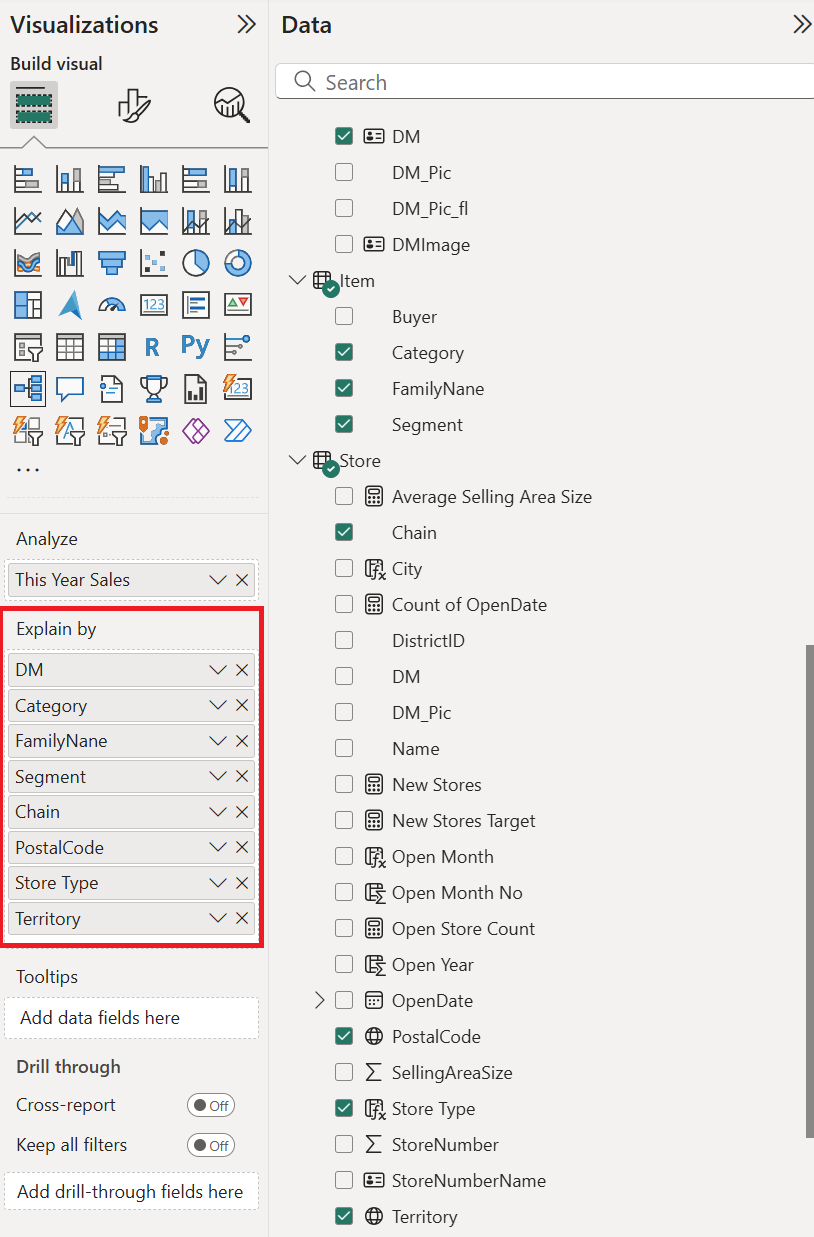 Visualizations
Build visual
123
R
Py
123
...
Analyze
This Year Sales
Explain by
DM
Category
FamilyNane
Segment
Chain
PostalCode
Store Type
Territory
Tooltips
Add data fields here
Drill through
Cross-report
Off
Keep all filters
Off
Add drill-through fields here
Data
Search
DM
DM_Pic
DM_Pic_fl
DMImage
Item
Buyer
Category
FamilyNane
Segment
Store
Average Selling Area Size
Chain
City
Count of OpenDate
DistrictID
DM
DM_Pic
Name
New Stores
New Stores Target
Open Month
Open Month No
Open Store Count
Open Year
OpenDate
PostalCode
SellingAreaSize
Store Type
StoreNumber
StoreNumberName
Territory